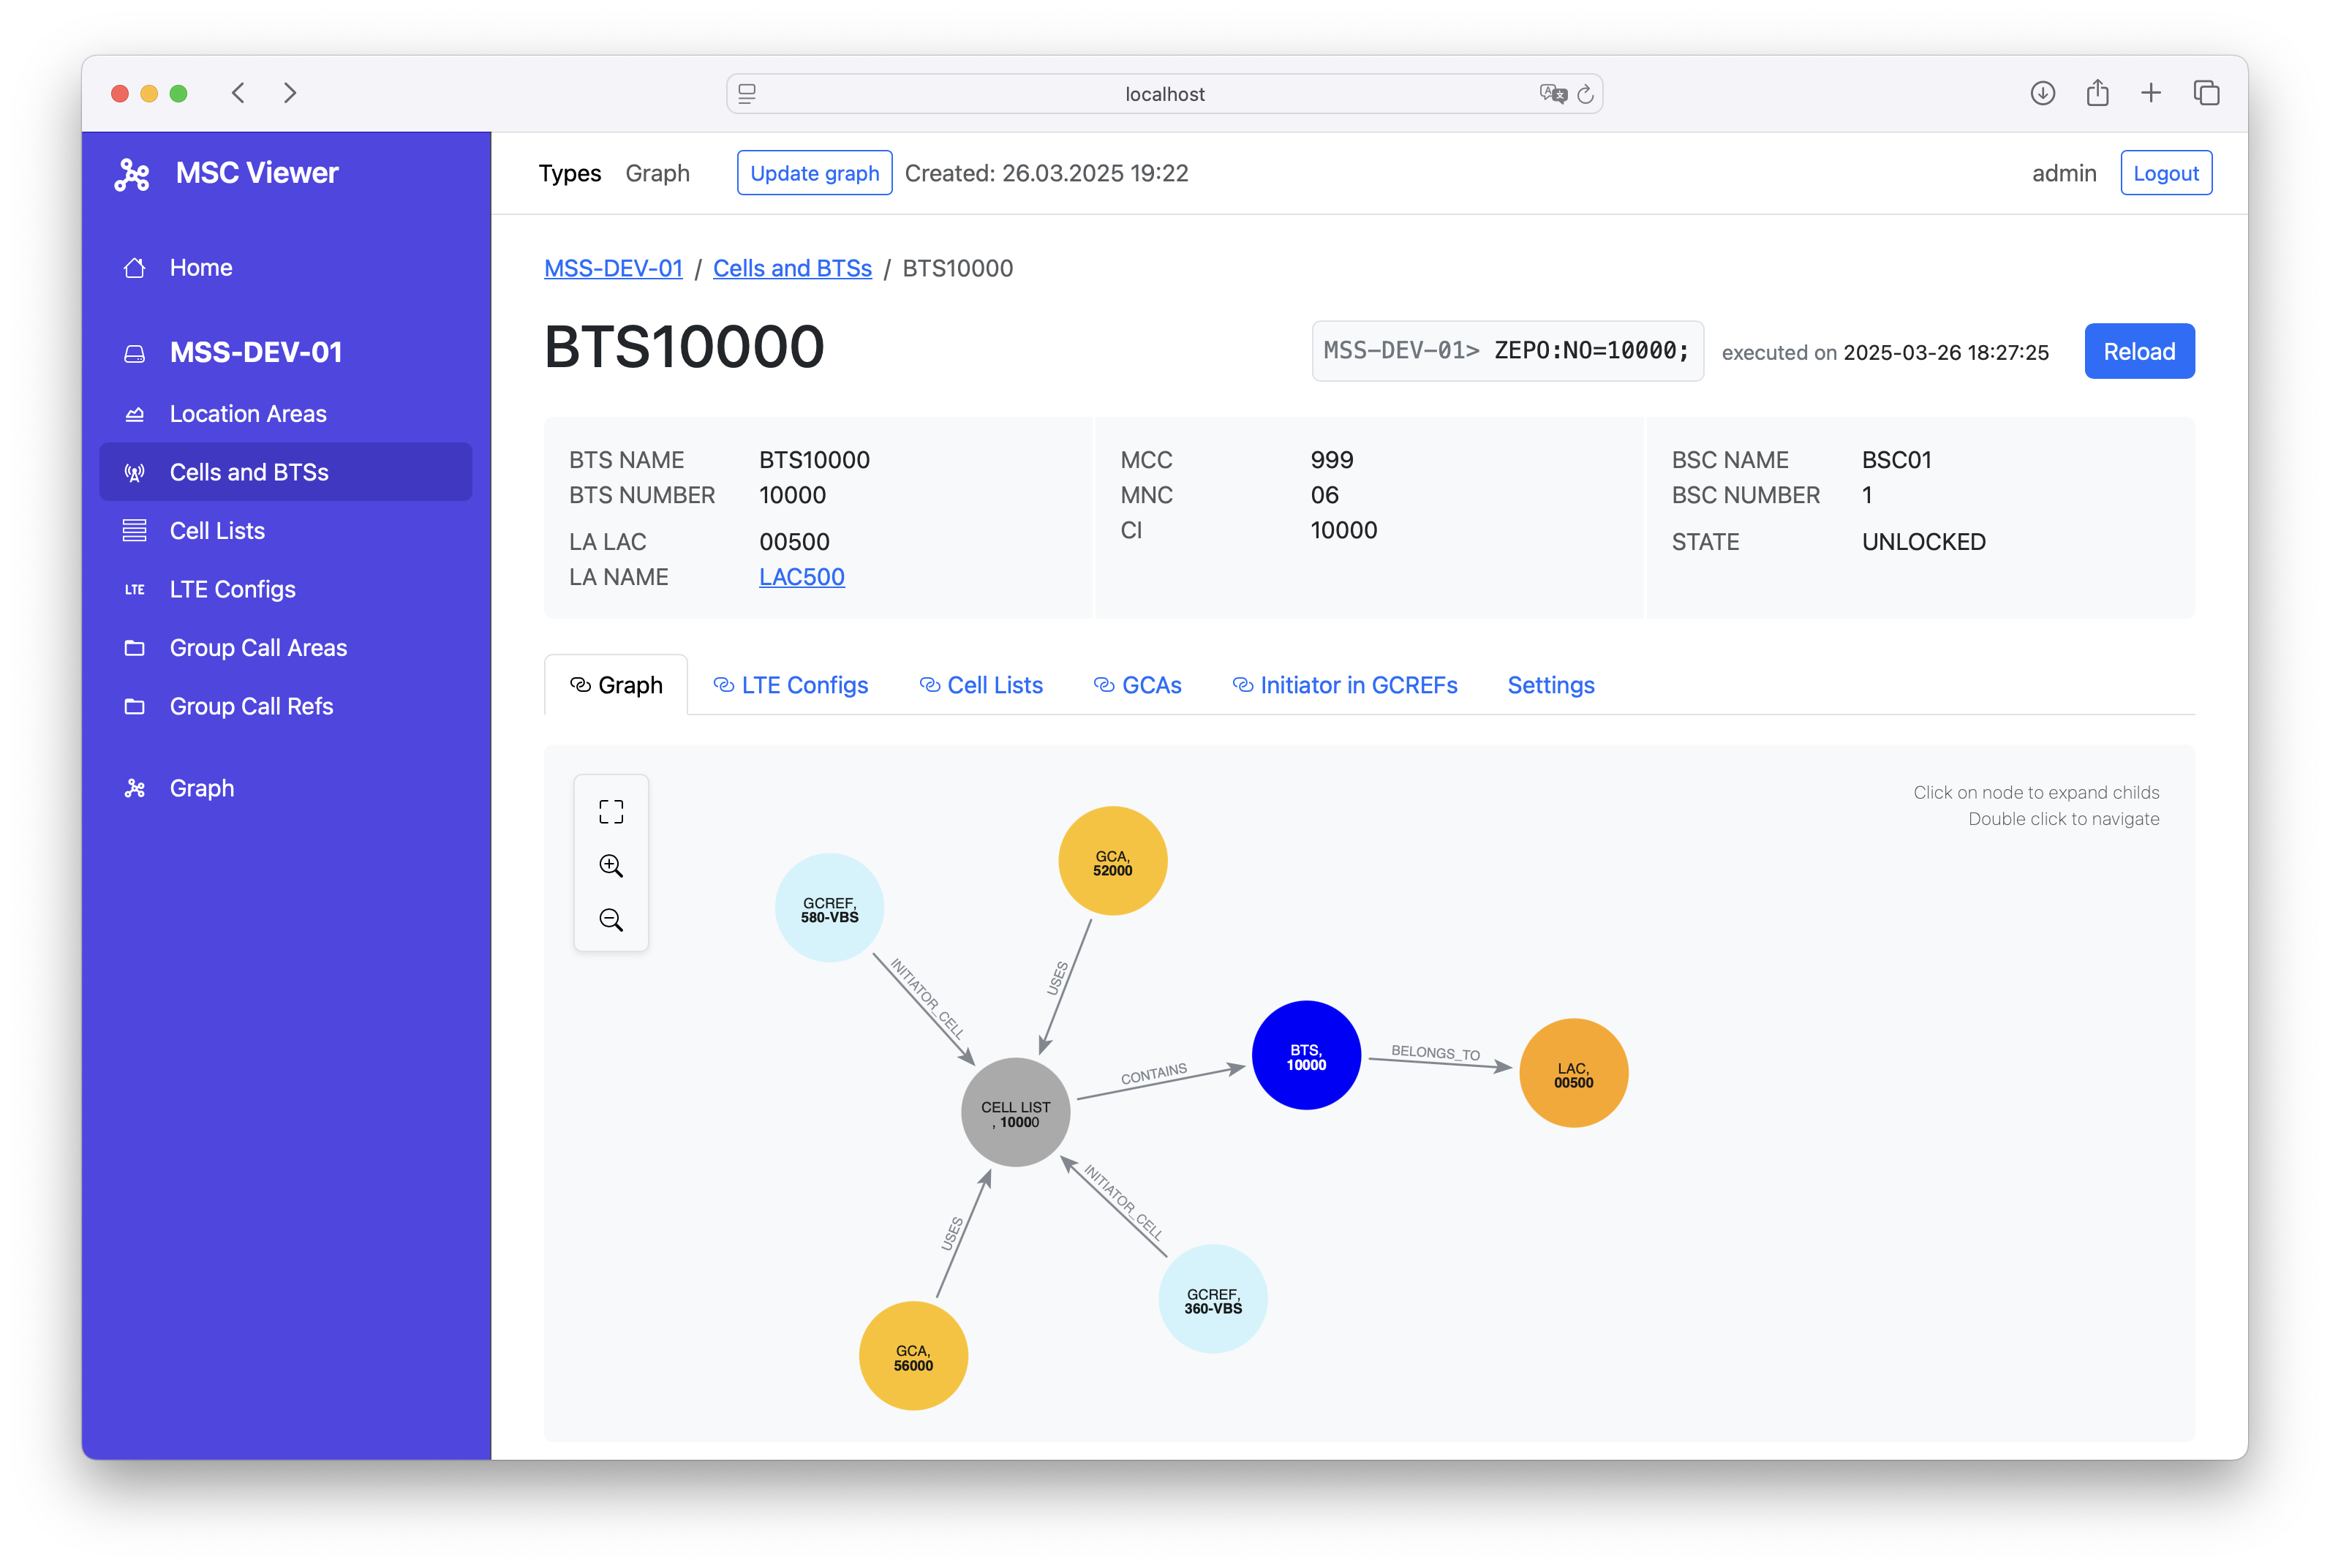 localhost
MSC Viewer
Types Graph Update graph Created: 26.03.2025 19:22 admin Logout
Home
MSS-DEV-01
Location Areas
Cells and BTSs
Cell Lists
LTE LTE Configs
Group Call Areas
Group Call Refs
Graph
MSS-DEV-01 / Cells and BTSs / BTS10000
BTS10000
MSS-DEV-01> ZEPO:NO=10000; executed on 2025-03-26 18:27:25 Reload
BTS NAME BTS10000
BTS NUMBER 10000
LA LAC 00500
LA NAME LAC500
MCC 999
MNC 06
CI 10000
BSC NAME BSC01
BSC NUMBER 1
STATE UNLOCKED
Graph LTE Configs Cell Lists GCAs Initiator in GCREFs Settings
Click on node to expand childs
Double click to navigate
GCA,
52000
GCREF,
580-VBS
INITIATOR_CELL
USES
BTS,
10000
BELONGS_TO
LAC,
00500
CONTAINS
CELL LIST
, 10000
INITIATOR_CELL
USES
GCREF,
360-VBS
GCA,
56000